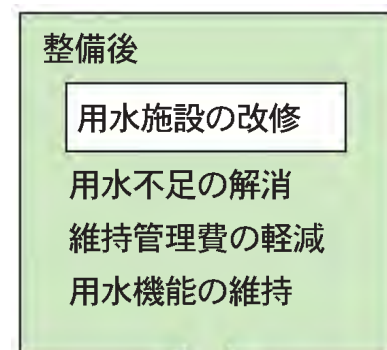 整備後
用水施設の改修
用水不足の解消
維持管理費の軽減
用水機能の維持